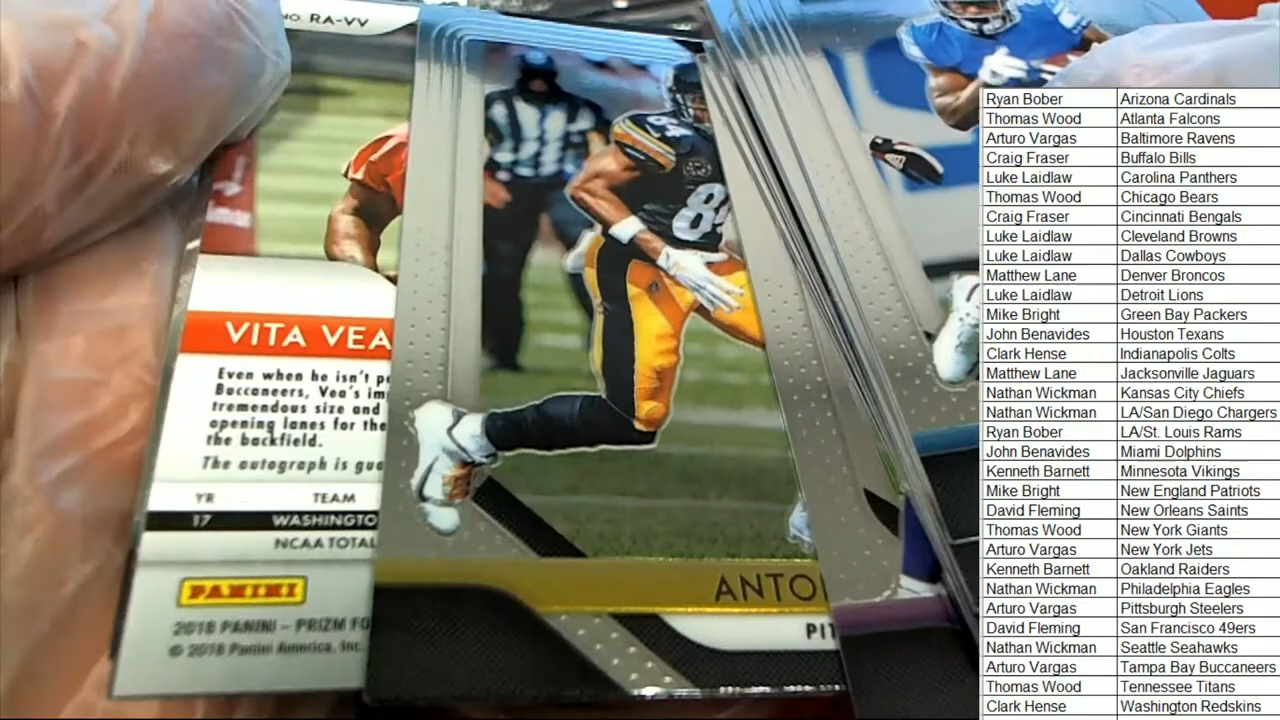 NO. RA-VV
VITA VEA
Even when he isn't
Buccaneers, Vea's
tremendous size and
opening lanes for the
the backfield.
The autograph is
YR TEAM
17
NCAA TOTAL
PANINI
2018 PANINI – PRIZM
© 2018 Panini America, Inc.
84
Ryan Bober Arizona Cardinals
Thomas Wood Atlanta Falcons
Arturo Vargas Baltimore Ravens
Craig Fraser Buffalo Bills
Luke Laidlaw Carolina Panthers
Thomas Wood Chicago Bears
Craig Fraser Cincinnati Bengals
Luke Laidlaw Cleveland Browns
Luke Laidlaw Dallas Cowboys
Matthew Lane Denver Broncos
Luke Laidlaw Detroit Lions
Mike Bright Green Bay Packers
John Benavides Houston Texans
Clark Hense Indianapolis Colts
Matthew Lane Jacksonville Jaguars
Nathan Wickman Kansas City Chiefs
Nathan Wickman LA/San Diego Chargers
Ryan Bober LA/St. Louis Rams
John Benavides Miami Dolphins
Kenneth Barnett Minnesota Vikings
Mike Bright New England Patriots
David Fleming New Orleans Saints
Thomas Wood New York Giants
Arturo Vargas New York Jets
Kenneth Barnett Oakland Raiders
Nathan Wickman Philadelphia Eagles
Arturo Vargas Pittsburgh Steelers
David Fleming San Francisco 49ers
Nathan Wickman Seattle Seahawks
Arturo Vargas Tampa Bay Buccaneers
Thomas Wood Tennessee Titans
Clark Hense Washington Redskins